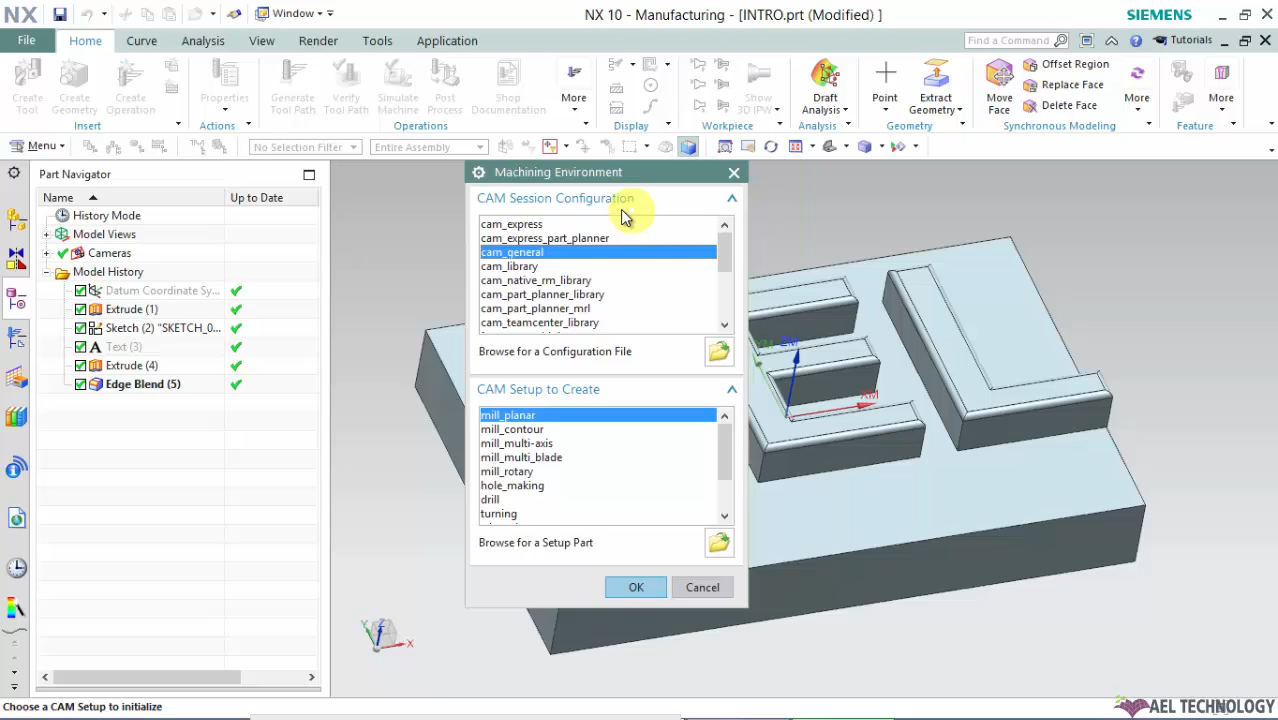 NX
Window
NX 10 - Manufacturing - [INTRO.prt (Modified) ]
SIEMENS
File
Home
Curve
Analysis
View
Render
Tools
Application
Find a Command
Tutorials
Create Tool
Create Geometry
Create Operation
Insert
Properties
Actions
Generate Tool Path
Verify Tool Path
Simulate Machine
Post Process
Shop Documentation
More
Operations
Display
Show 3D IPW
Workpiece
Draft Analysis
Analysis
Point
Extract Geometry
Geometry
Move Face
Offset Region
Replace Face
Delete Face
More
Synchronous Modeling
More
Feature
Menu
No Selection Filter
Entire Assembly
Part Navigator
Name
Up to Date
History Mode
Model Views
Cameras
Model History
Datum Coordinate Sy...
Extrude (1)
Sketch (2) "SKETCH_0...
Text (3)
Extrude (4)
Edge Blend (5)
Machining Environment
CAM Session Configuration
cam_express
cam_express_part_planner
cam_general
cam_library
cam_native_rm_library
cam_part_planner_library
cam_part_planner_mrl
cam_teamcenter_library
Browse for a Configuration File
CAM Setup to Create
mill_planar
mill_contour
mill_multi-axis
mill_multi_blade
mill_rotary
hole_making
drill
turning
Browse for a Setup Part
OK
Cancel
YM
ZM
XM
Y
Z
X
Choose a CAM Setup to initialize
AEL TECHNOLOGY